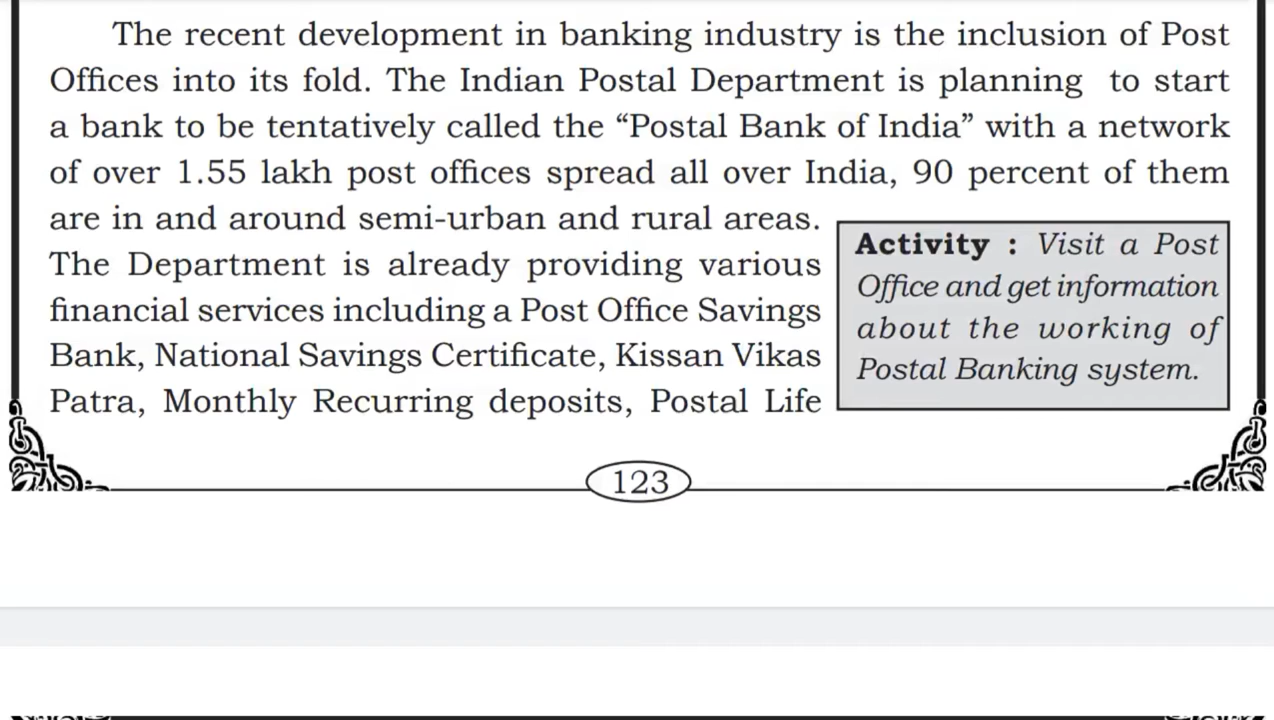 The recent development in banking industry is the inclusion of Post
Offices into its fold. The Indian Postal Department is planning to start
a bank to be tentatively called the “Postal Bank of India” with a network
of over 1.55 lakh post offices spread all over India, 90 percent of them
are in and around semi-urban and rural areas.
The Department is already providing various
financial services including a Post Office Savings
Bank, National Savings Certificate, Kissan Vikas
Patra, Monthly Recurring deposits, Postal Life
Activity : Visit a Post
Office and get information
about the working of
Postal Banking system.
123